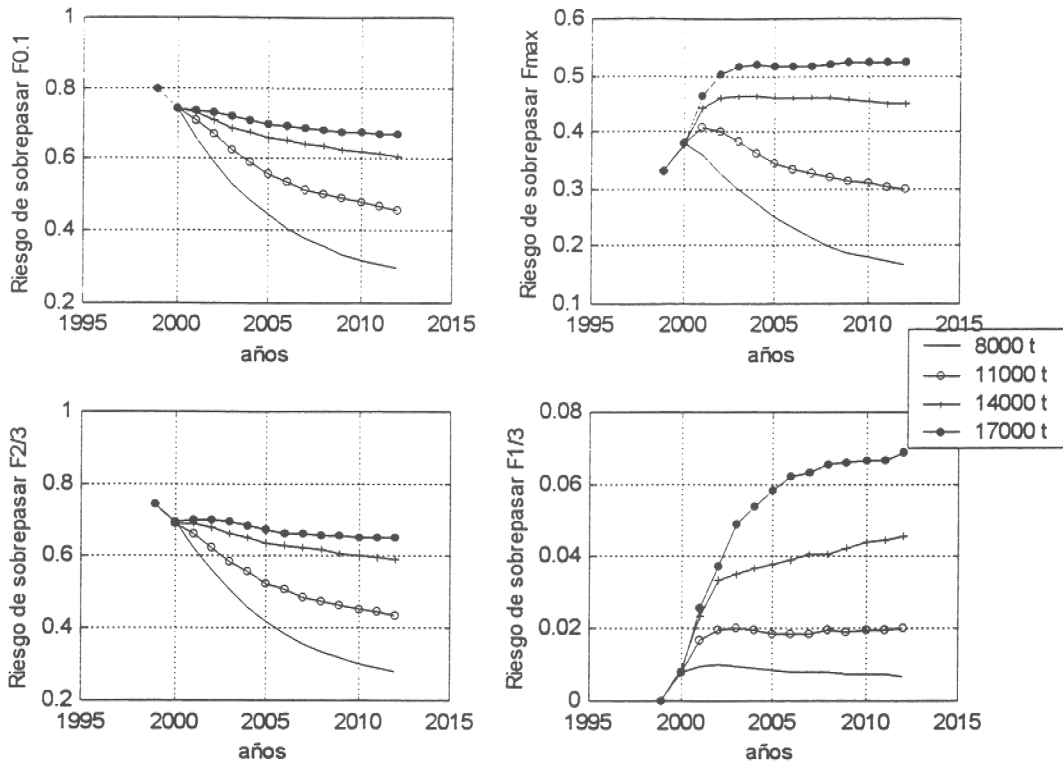 Riesgo de sobrepasar F0.1
1
0.8
0.6
0.4
0.2
1995 2000 2005 2010 2015
años
Riesgo de sobrepasar Fmax
0.6
0.5
0.4
0.3
0.2
0.1
1995 2000 2005 2010 2015
años
8000 t
11000 t
14000 t
17000 t
Riesgo de sobrepasar F2/3
1
0.8
0.6
0.4
0.2
1995 2000 2005 2010 2015
años
Riesgo de sobrepasar F1/3
0.08
0.06
0.04
0.02
0
1995 2000 2005 2010 2015
años